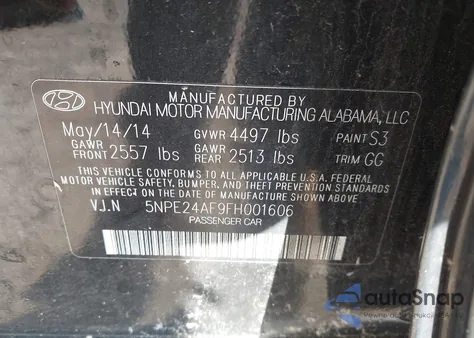 MANUFACTURED BY
HYUNDAI MOTOR MANUFACTURING ALABAMA, LLC
May/14/14 GVWR 4497 lbs PAINT S3
GAWR FRONT 2557 lbs GAWR REAR 2513 lbs TRIM GG
THIS VEHICLE CONFORMS TO ALL APPLICABLE U.S.A. FEDERAL
MOTOR VEHICLE SAFETY, BUMPER, AND THEFT PREVENTION STANDARDS
IN EFFECT ON THE DATE OF MANUFACTURE SHOWN ABOVE.
V.I.N 5NPE24AF9FH001606
PASSENGER CAR
autoSnap